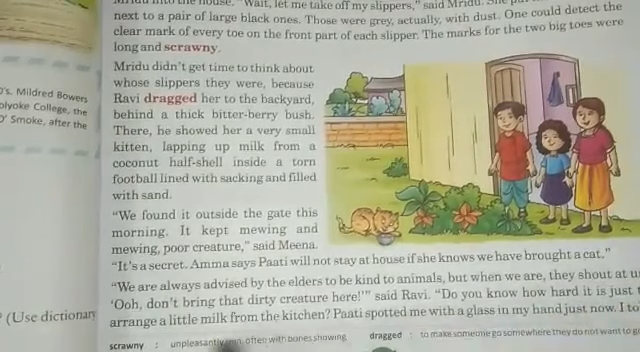 Mridu into the house. "Wait, let me take off my slippers," said Mridu. She
next to a pair of large black ones. Those were grey, actually, with dust. One could detect the
clear mark of every toe on the front part of each slipper. The marks for the two big toes were
long and scrawny.
Mridu didn't get time to think about
whose slippers they were, because
Ravi dragged her to the backyard,
behind a thick bitter-berry bush.
There, he showed her a very small
kitten, lapping up milk from a
coconut half-shell inside a torn
football lined with sacking and filled
with sand.
"We found it outside the gate this
morning. It kept mewing and
mewing, poor creature," said Meena.
"It's a secret. Amma says Paati will not stay at house if she knows we have brought a cat."
"We are always advised by the elders to be kind to animals, but when we are, they shout at
'Ooh, don't bring that dirty creature here!'" said Ravi. "Do you know how hard it is just
arrange a little milk from the kitchen? Paati spotted me with a glass in my hand just now. I to
's. Mildred Bowers
olyoke College, the
Smoke, after the
(Use dictionary
scrawny : unpleasantly often with bones showing
dragged : to make someone go somewhere they do not want to